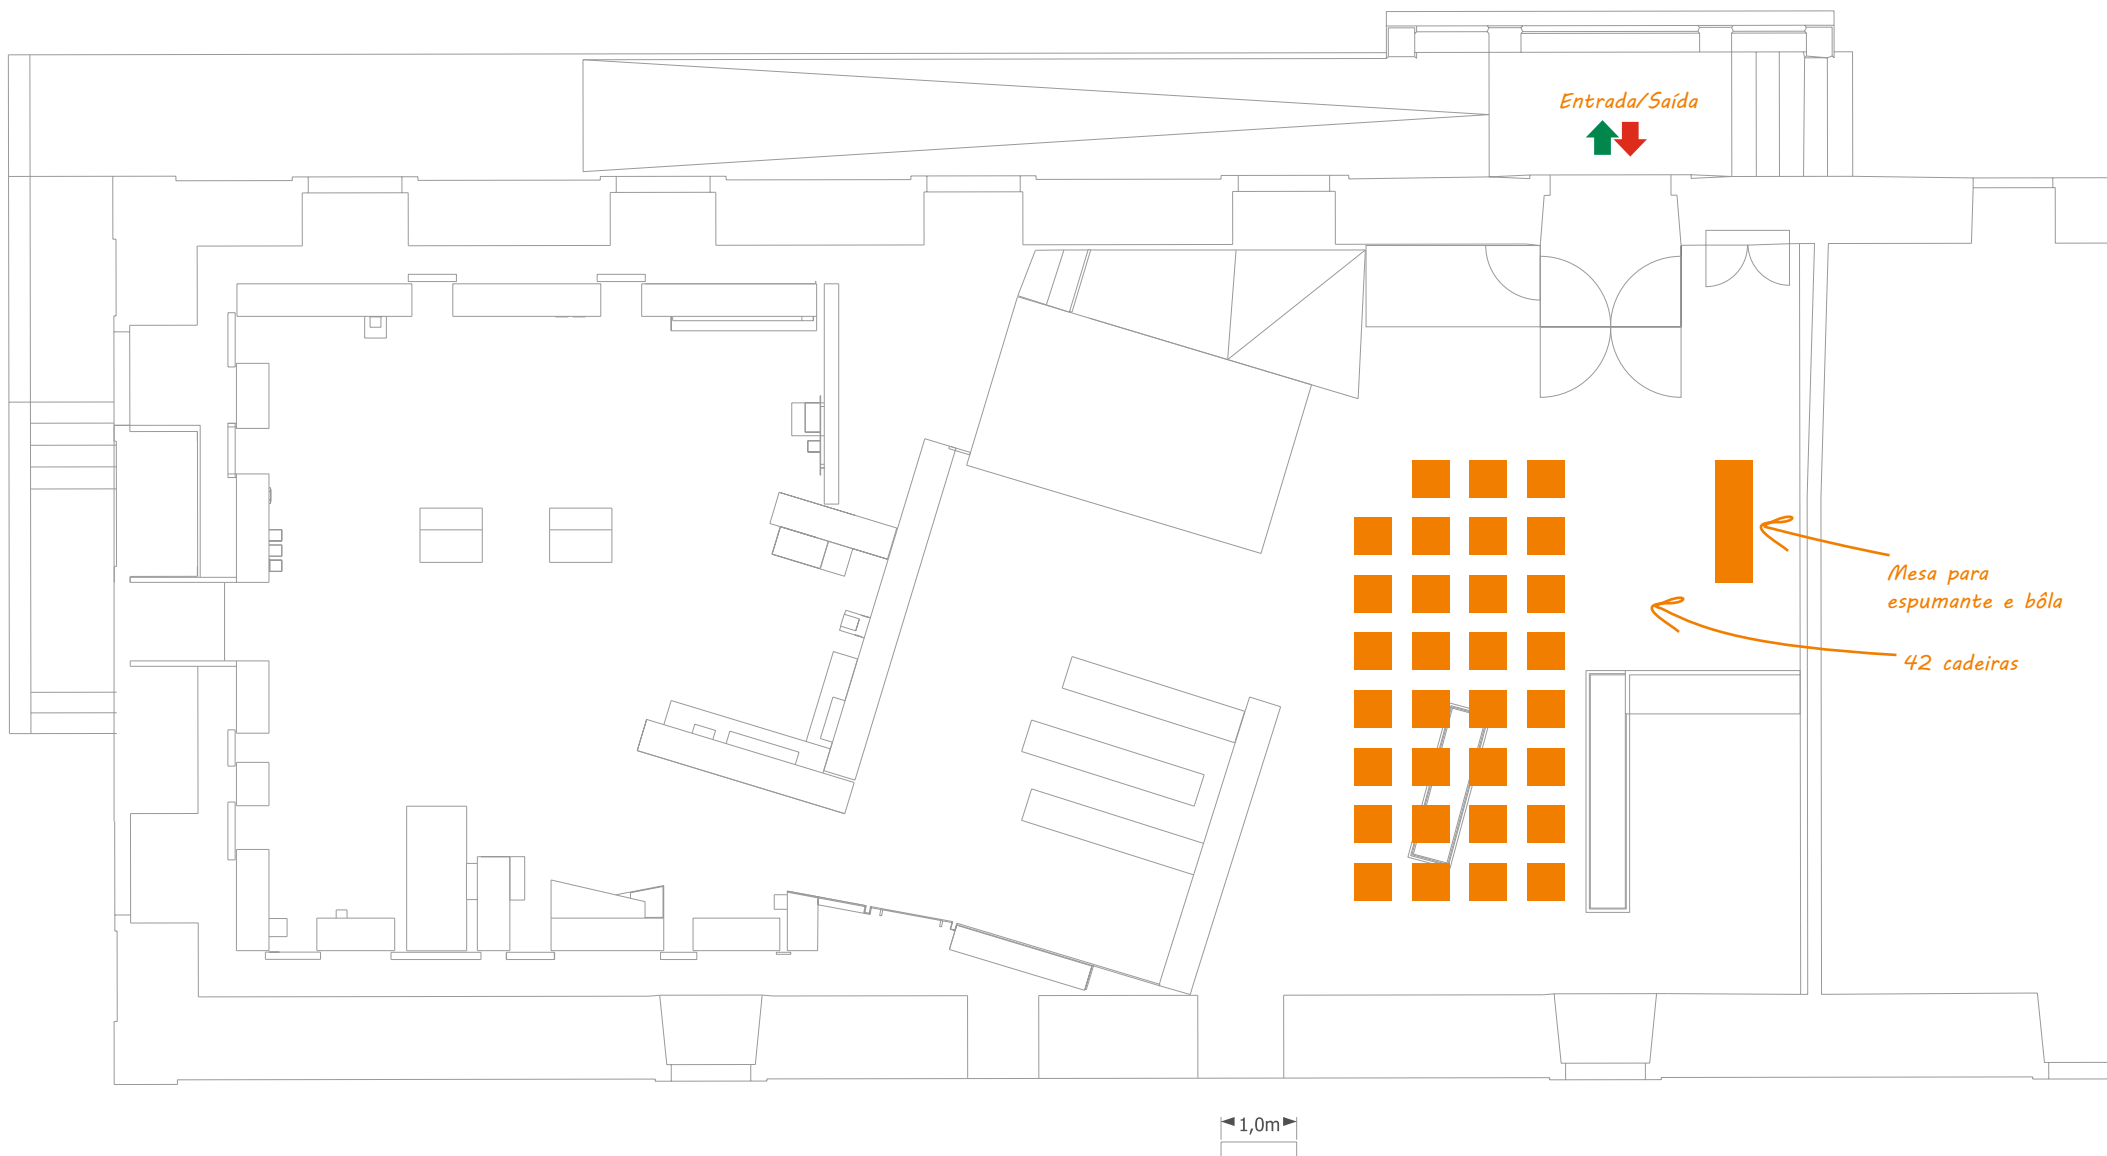 Entrada/Saída
Mesa para
espumante e bôla
42 cadeiras
1,0m